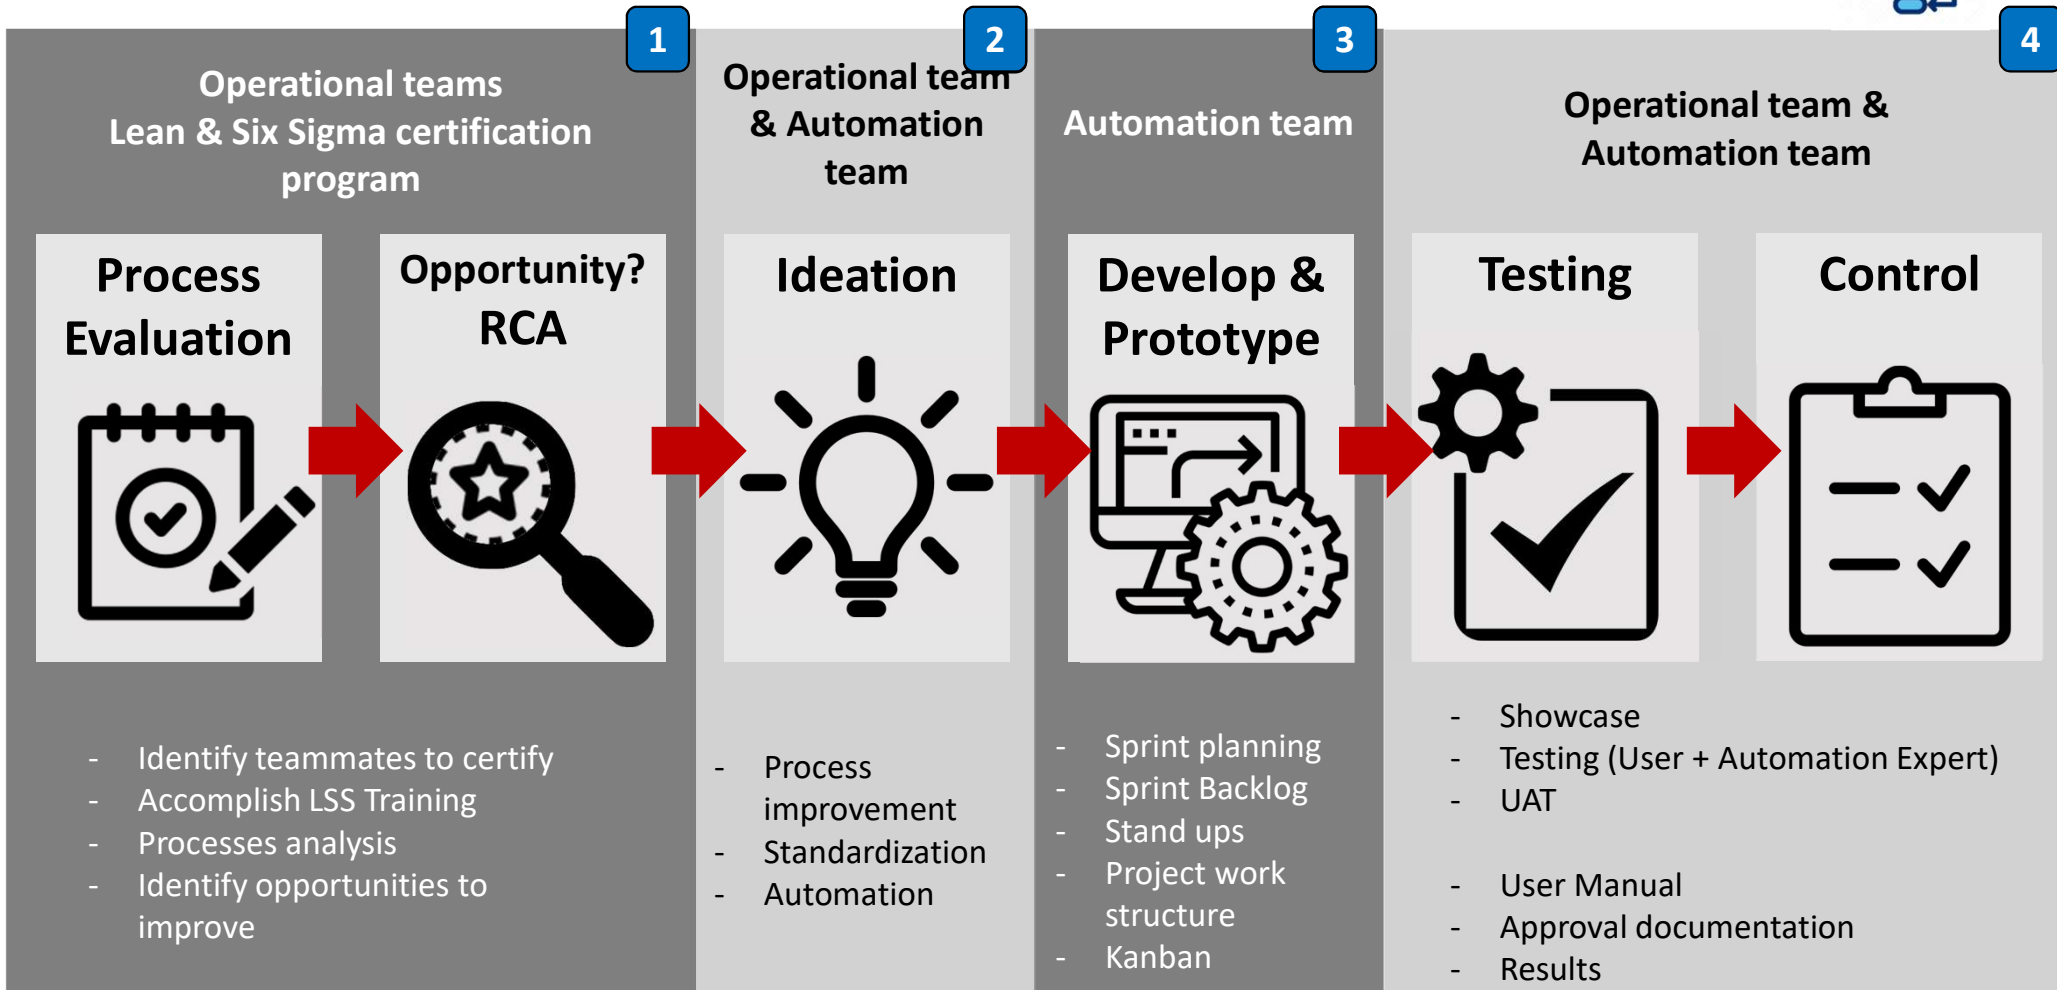 1
Operational teams
Lean & Six Sigma certification
program
Process
Evaluation
Opportunity?
RCA
- Identify teammates to certify
- Accomplish LSS Training
- Processes analysis
- Identify opportunities to
improve
2
Operational team
& Automation
team
Ideation
- Process
improvement
- Standardization
- Automation
3
Automation team
Develop &
Prototype
- Sprint planning
- Sprint Backlog
- Stand ups
- Project work
structure
- Kanban
4
Operational team &
Automation team
Testing
Control
- Showcase
- Testing (User + Automation Expert)
- UAT
- User Manual
- Approval documentation
- Results